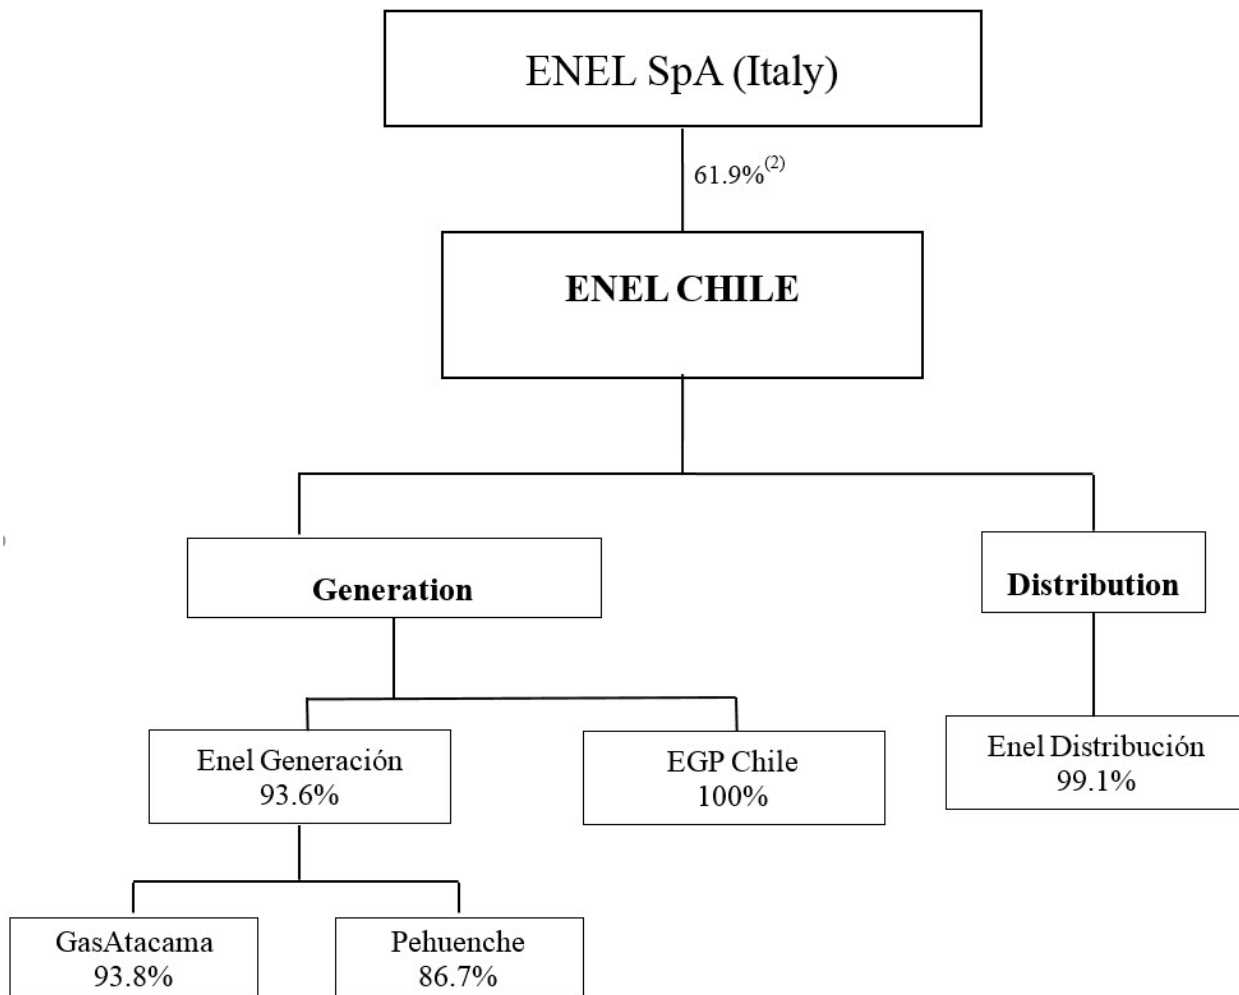 ENEL SpA (Italy)
61.9%(2)
ENEL CHILE
Generation
Distribution
Enel Generación
93.6%
EGP Chile
100%
Enel Distribución
99.1%
GasAtacama
93.8%
Pehuenche
86.7%